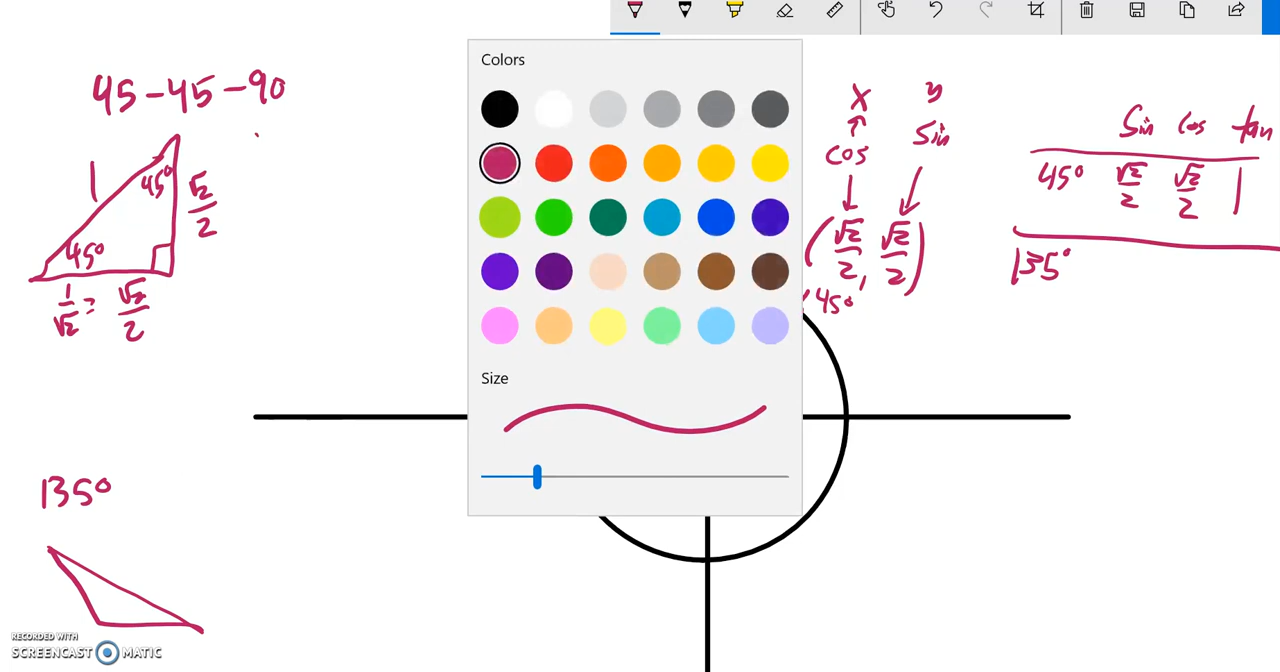 45-45-90
1
45°
√2/2
45°
1/√2 = √2/2
135°
Colors
Size
x y
cos sin
(√2/2, √2/2)
45°
Sin cos tan
45° √2/2 √2/2 1
135°
RECORDED WITH
SCREENCAST MATIC